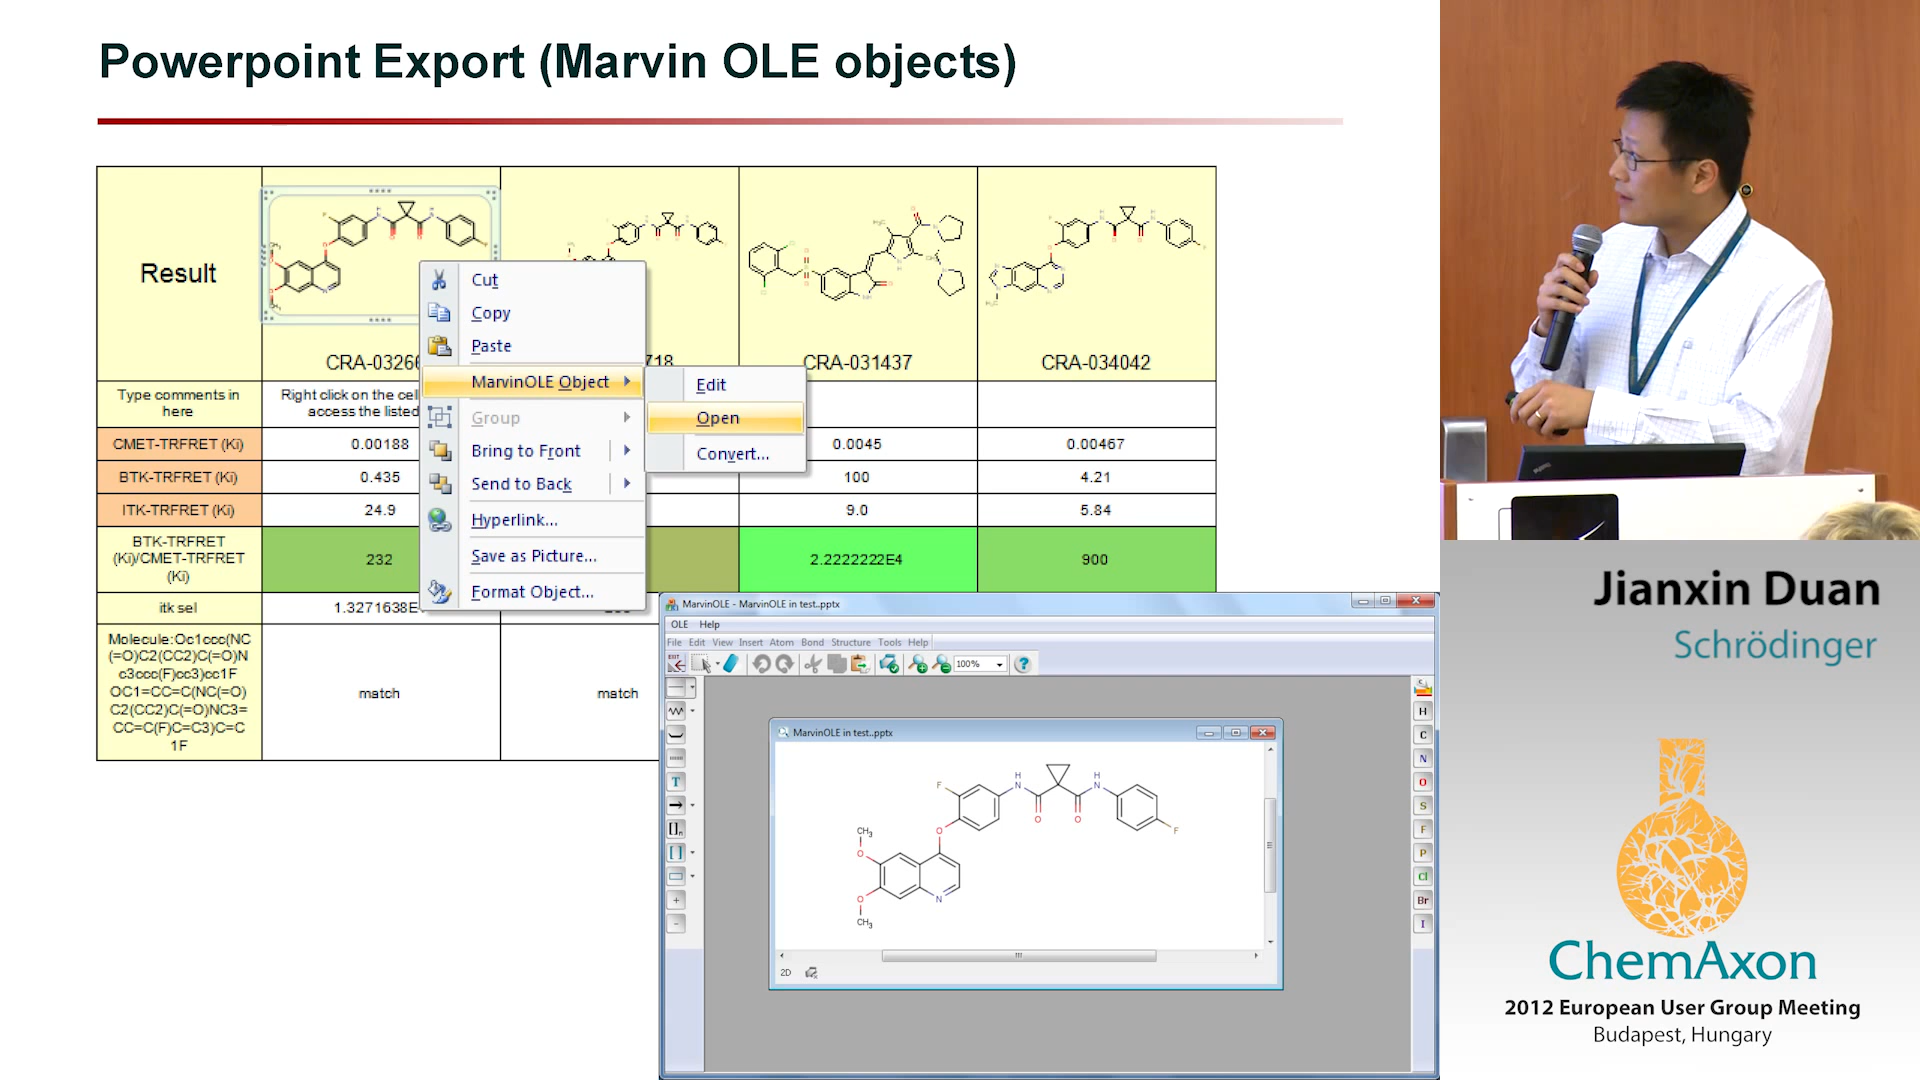 Powerpoint Export (Marvin OLE objects)
Result
CRA-03266
718
CRA-031437
CRA-034042
Type comments in
here
Right click on the cel
access the listed
CMET-TRFRET (Ki)
0.00188
0.0045
0.00467
BTK-TRFRET (Ki)
0.435
100
4.21
ITK-TRFRET (Ki)
24.9
9.0
5.84
BTK-TRFRET
(Ki)/CMET-TRFRET
(Ki)
232
2.2222222E4
900
itk sel
1.3271638E
Molecule:Oc1ccc(NC
(=O)C2(CC2)C(=O)N
c3ccc(F)cc3)cc1F
OC1=CC=C(NC(=O)
C2(CC2)C(=O)NC3=
CC=C(F)C=C3)C=C
1F
match
match
Cut
Copy
Paste
MarvinOLE Object
Group
Bring to Front
Send to Back
Hyperlink...
Save as Picture...
Format Object...
Edit
Open
Convert...
MarvinOLE - MarvinOLE in test..pptx
OLE Help
File Edit View Insert Atom Bond Structure Tools Help
100%
MarvinOLE in test..pptx
F
H
N
H
N
O
O
F
O
CH3
O
O
CH3
N
2D
H
C
N
O
S
F
P
Cl
Br
I
Jianxin Duan
Schrödinger
ChemAxon
2012 European User Group Meeting
Budapest, Hungary